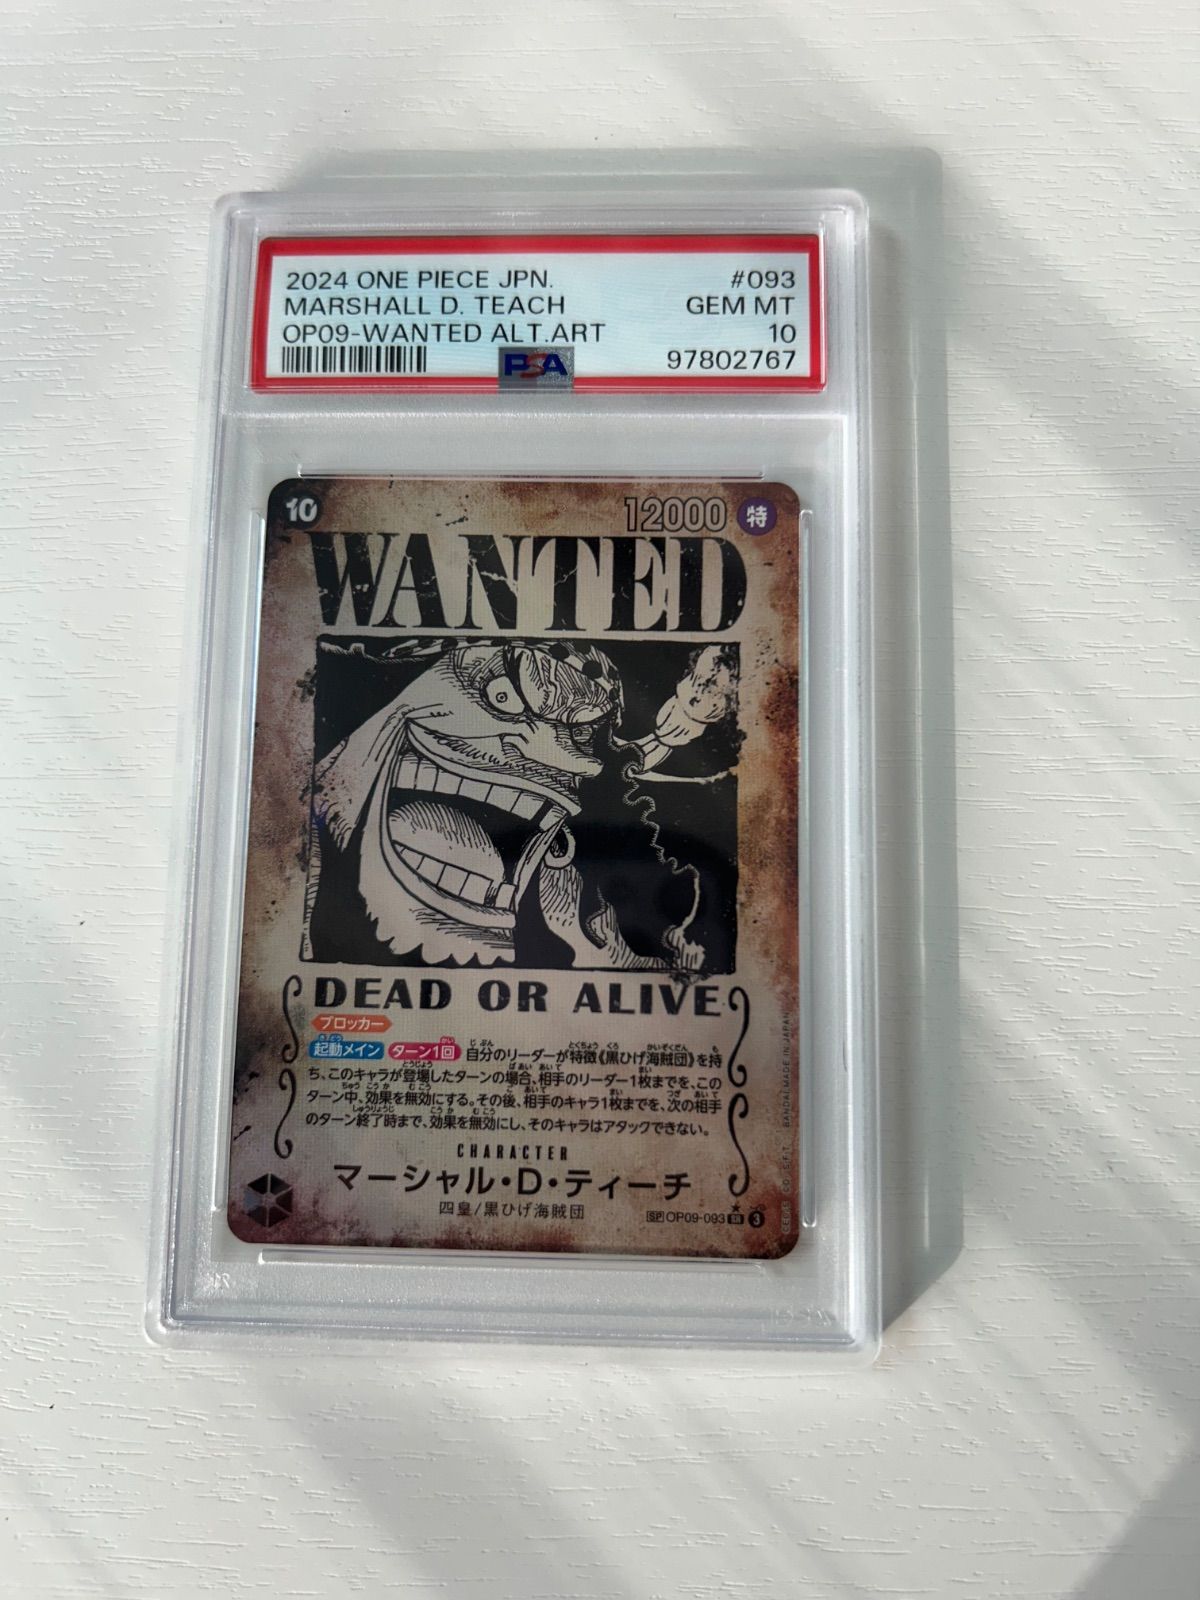 2024 ONE PIECE JPN. #093
MARSHALL D. TEACH GEM MT
OP09-WANTED ALT.ART 10
PSA 97802767
10 12000 特
WANTED
DEAD OR ALIVE
ブロッカー
起動メイン ターン1回 自分のリーダーが特徴《黒ひげ海賊団》を持
ち、このキャラが登場したターンの場合、相手のリーダー1枚までを、この
ターン中、効果を無効にする。その後、相手のキャラ1枚までを、次の相手
のターン終了時まで、効果を無効にし、そのキャラはアタックできない。
CHARACTER
マーシャル・D・ティーチ
四皇/黒ひげ海賊団
SP OP09-093 SR 3
BANDAI MADE IN JAPAN